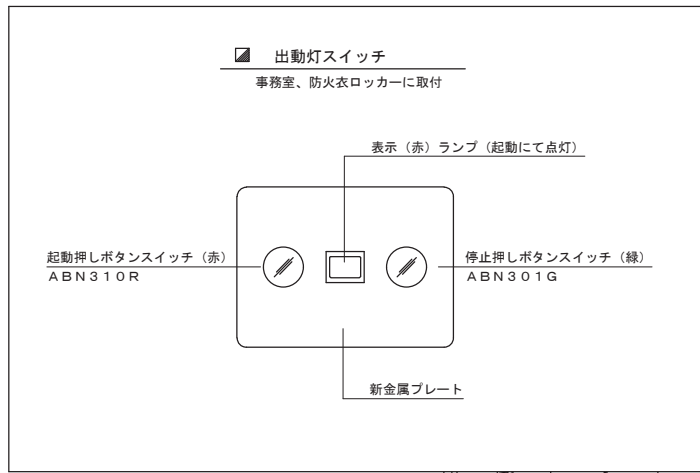 出動灯スイッチ
事務室、防火衣ロッカーに取付
表示（赤）ランプ（起動にて点灯）
起動押しボタンスイッチ（赤）
ＡＢＮ３１０Ｒ
停止押しボタンスイッチ（緑）
ＡＢＮ３０１Ｇ
新金属プレート